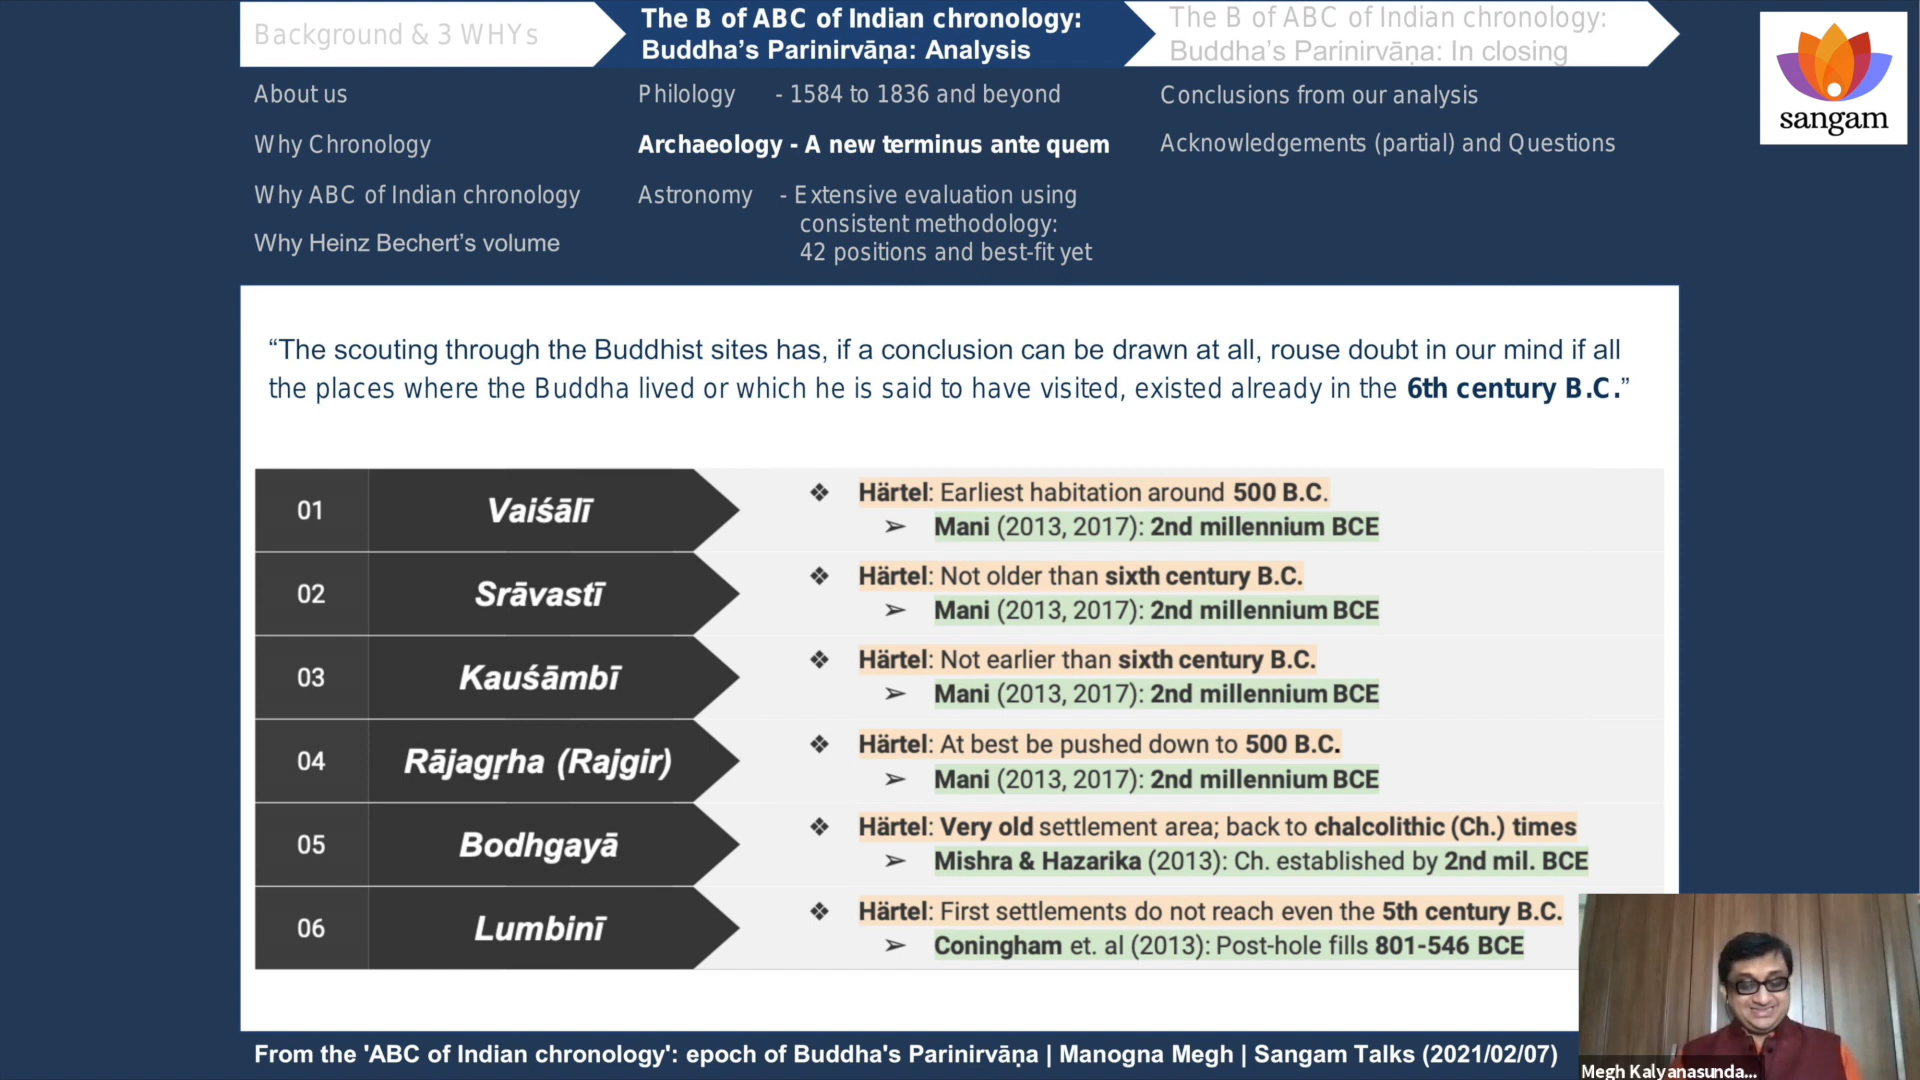 Background & 3 WHYs
The B of ABC of Indian chronology:
Buddha's Parinirvāṇa: Analysis
The B of ABC of Indian chronology:
Buddha's Parinirvāṇa: In closing
sangam
About us
Why Chronology
Why ABC of Indian chronology
Why Heinz Bechert's volume
Philology - 1584 to 1836 and beyond
Archaeology - A new terminus ante quem
Astronomy - Extensive evaluation using
consistent methodology:
42 positions and best-fit yet
Conclusions from our analysis
Acknowledgements (partial) and Questions
“The scouting through the Buddhist sites has, if a conclusion can be drawn at all, rouse doubt in our mind if all
the places where the Buddha lived or which he is said to have visited, existed already in the 6th century B.C.”
01 Vaiśālī
❖ Härtel: Earliest habitation around 500 B.C.
➢ Mani (2013, 2017): 2nd millennium BCE
02 Srāvastī
❖ Härtel: Not older than sixth century B.C.
➢ Mani (2013, 2017): 2nd millennium BCE
03 Kauśāmbī
❖ Härtel: Not earlier than sixth century B.C.
➢ Mani (2013, 2017): 2nd millennium BCE
04 Rājagṛha (Rajgir)
❖ Härtel: At best be pushed down to 500 B.C.
➢ Mani (2013, 2017): 2nd millennium BCE
05 Bodhgayā
❖ Härtel: Very old settlement area; back to chalcolithic (Ch.) times
➢ Mishra & Hazarika (2013): Ch. established by 2nd mil. BCE
06 Lumbinī
❖ Härtel: First settlements do not reach even the 5th century B.C.
➢ Coningham et. al (2013): Post-hole fills 801-546 BCE
From the 'ABC of Indian chronology': epoch of Buddha's Parinirvāṇa | Manogna Megh | Sangam Talks (2021/02/07)
Megh Kalyanasunda...